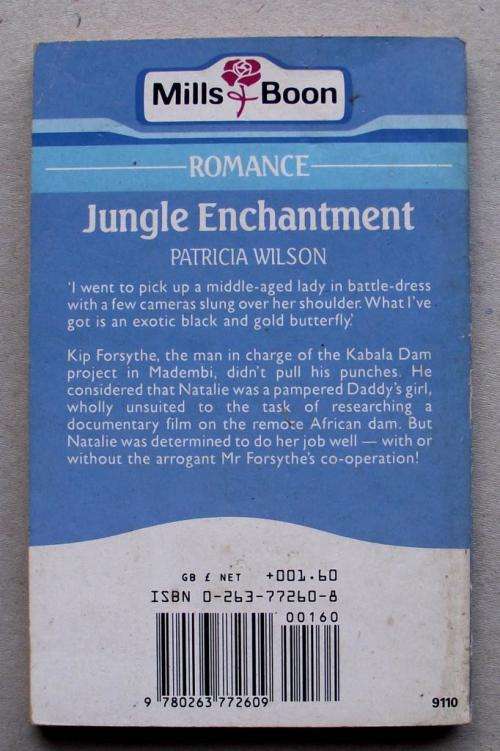 Mills Boon
ROMANCE
Jungle Enchantment
PATRICIA WILSON
'I went to pick up a middle-aged lady in battle-dress
with a few cameras slung over her shoulder. What I've
got is an exotic black and gold butterfly.'
Kip Forsythe, the man in charge of the Kabala Dam
project in Madembi, didn't pull his punches. He
considered that Natalie was a pampered Daddy's girl,
wholly unsuited to the task of researching a
documentary film on the remote African dam. But
Natalie was determined to do her job well — with or
without the arrogant Mr Forsythe's co-operation!
GB £ NET +001.60
ISBN 0-263-77260-8
00160
9 780263 772609
9110